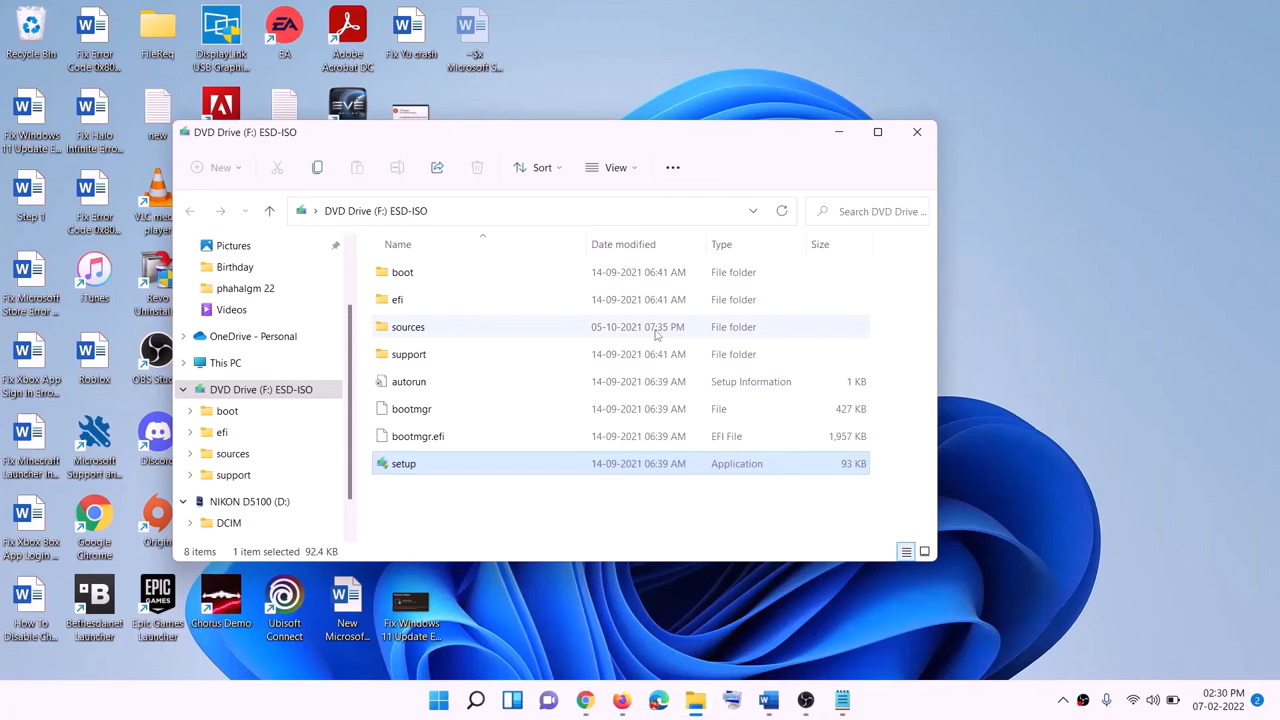 Recycle Bin
Fix Error
Code 0x80...
FileReq
DisplayLink
USB Graphi...
EA
Adobe
Acrobat DC
Fix Yu crash
~$x
Microsoft S...
Fix Windows
11 Update E...
Fix Halo
Infinite Erro...
new
Step 1
Fix Error
Code 0x80...
VLC med
player
Fix Microsoft
Store Error ...
iTunes
Revo
Uninstal
Fix Xbox App
Sign In Erro...
Roblox
OBS Stu
Fix Minecraft
Launcher In...
Microsoft
Support an...
Discord
Fix Xbox Box
App Login ...
Google
Chrome
Origin
How To
Disable Ch...
Bethesdanet
Launcher
Epic Games
Launcher
Chorus Demo
Ubisoft
Connect
New
Microsof...
Fix Windows
11 Update E...
DVD Drive (F:) ESD-ISO
New
Sort
View
DVD Drive (F:) ESD-ISO
Search DVD Drive ...
Pictures
Birthday
phahalgm 22
Videos
OneDrive - Personal
This PC
DVD Drive (F:) ESD-ISO
boot
efi
sources
support
NIKON D5100 (D:)
DCIM
Name Date modified Type Size
boot 14-09-2021 06:41 AM File folder
efi 14-09-2021 06:41 AM File folder
sources 05-10-2021 07:35 PM File folder
support 14-09-2021 06:41 AM File folder
autorun 14-09-2021 06:39 AM Setup Information 1 KB
bootmgr 14-09-2021 06:39 AM File 427 KB
bootmgr.efi 14-09-2021 06:39 AM EFI File 1,957 KB
setup 14-09-2021 06:39 AM Application 93 KB
8 items 1 item selected 92.4 KB
02:30 PM
07-02-2022
2